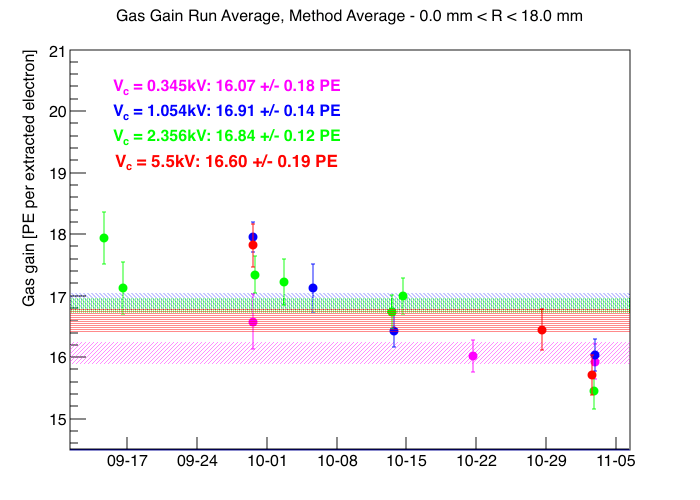 Gas Gain Run Average, Method Average - 0.0 mm < R < 18.0 mm
Gas gain [PE per extracted electron]
21
20
19
18
17
16
15
Vc = 0.345kV: 16.07 +/- 0.18 PE
Vc = 1.054kV: 16.91 +/- 0.14 PE
Vc = 2.356kV: 16.84 +/- 0.12 PE
Vc = 5.5kV: 16.60 +/- 0.19 PE
09-17 09-24 10-01 10-08 10-15 10-22 10-29 11-05